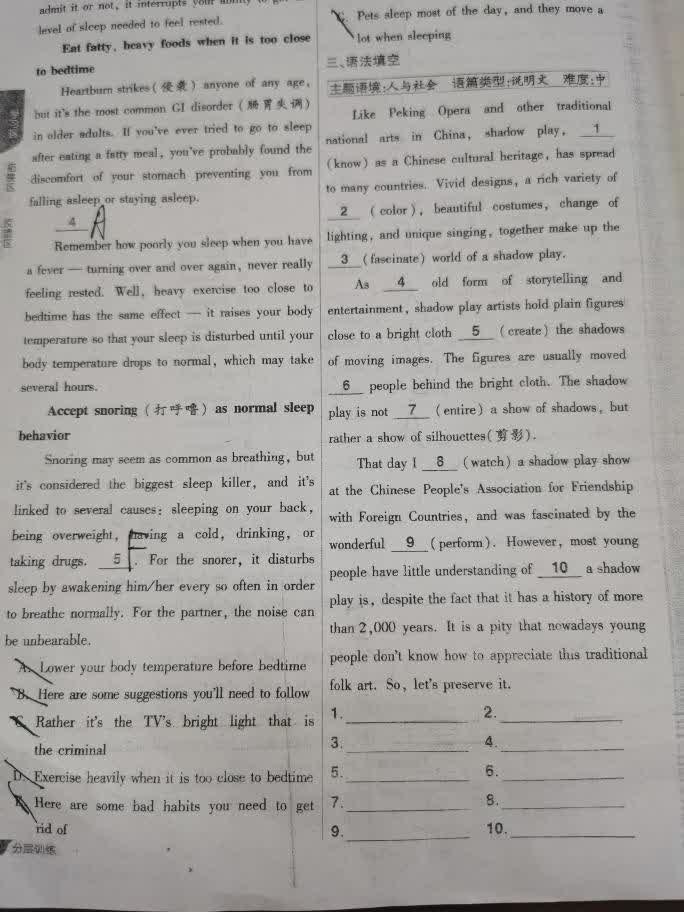 admit it or not, it interrupts your ability to
level of sleep needed to feel rested.
Eat fatty, heavy foods when it is too close
to bedtime
Heartburn strikes(侵袭) anyone of any age,
but it's the most common GI disorder (肠胃失调)
in older adults. If you've ever tried to go to sleep
after eating a fatty meal, you've probably found the
discomfort of your stomach preventing you from
falling asleep or staying asleep.
4 A
Remember how poorly you sleep when you have
a fever — turning over and over again, never really
feeling rested. Well, heavy exercise too close to
bedtime has the same effect — it raises your body
temperature so that your sleep is disturbed until your
body temperature drops to normal, which may take
several hours.
Accept snoring (打呼噜) as normal sleep
behavior
Snoring may seem as common as breathing, but
it's considered the biggest sleep killer, and it's
linked to several causes: sleeping on your back,
being overweight, having a cold, drinking, or
taking drugs. 5 . For the snorer, it disturbs
sleep by awakening him/her every so often in order
to breathe normally. For the partner, the noise can
be unbearable.
A. Lower your body temperature before bedtime
B. Here are some suggestions you'll need to follow
C. Rather it's the TV's bright light that is
the criminal
D. Exercise heavily when it is too close to bedtime
Here are some bad habits you need to get
rid of
分层训练
Pets sleep most of the day, and they move a
lot when sleeping
三、语法填空
主题语境:人与社会 语篇类型:说明文 难度:中
Like Peking Opera and other traditional
national arts in China, shadow play, 1
(know) as a Chinese cultural heritage, has spread
to many countries. Vivid designs, a rich variety of
2 (color), beautiful costumes, change of
lighting, and unique singing, together make up the
3 (fascinate) world of a shadow play.
As 4 old form of storytelling and
entertainment, shadow play artists hold plain figures
close to a bright cloth 5 (create) the shadows
of moving images. The figures are usually moved
6 people behind the bright cloth. The shadow
play is not 7 (entire) a show of shadows, but
rather a show of silhouettes(剪影).
That day I 8 (watch) a shadow play show
at the Chinese People's Association for Friendship
with Foreign Countries, and was fascinated by the
wonderful 9 (perform). However, most young
people have little understanding of 10 a shadow
play is, despite the fact that it has a history of more
than 2,000 years. It is a pity that nowadays young
people don't know how to appreciate this traditional
folk art. So, let's preserve it.
1. 2.
3. 4.
5. 6.
7. 8.
9. 10.